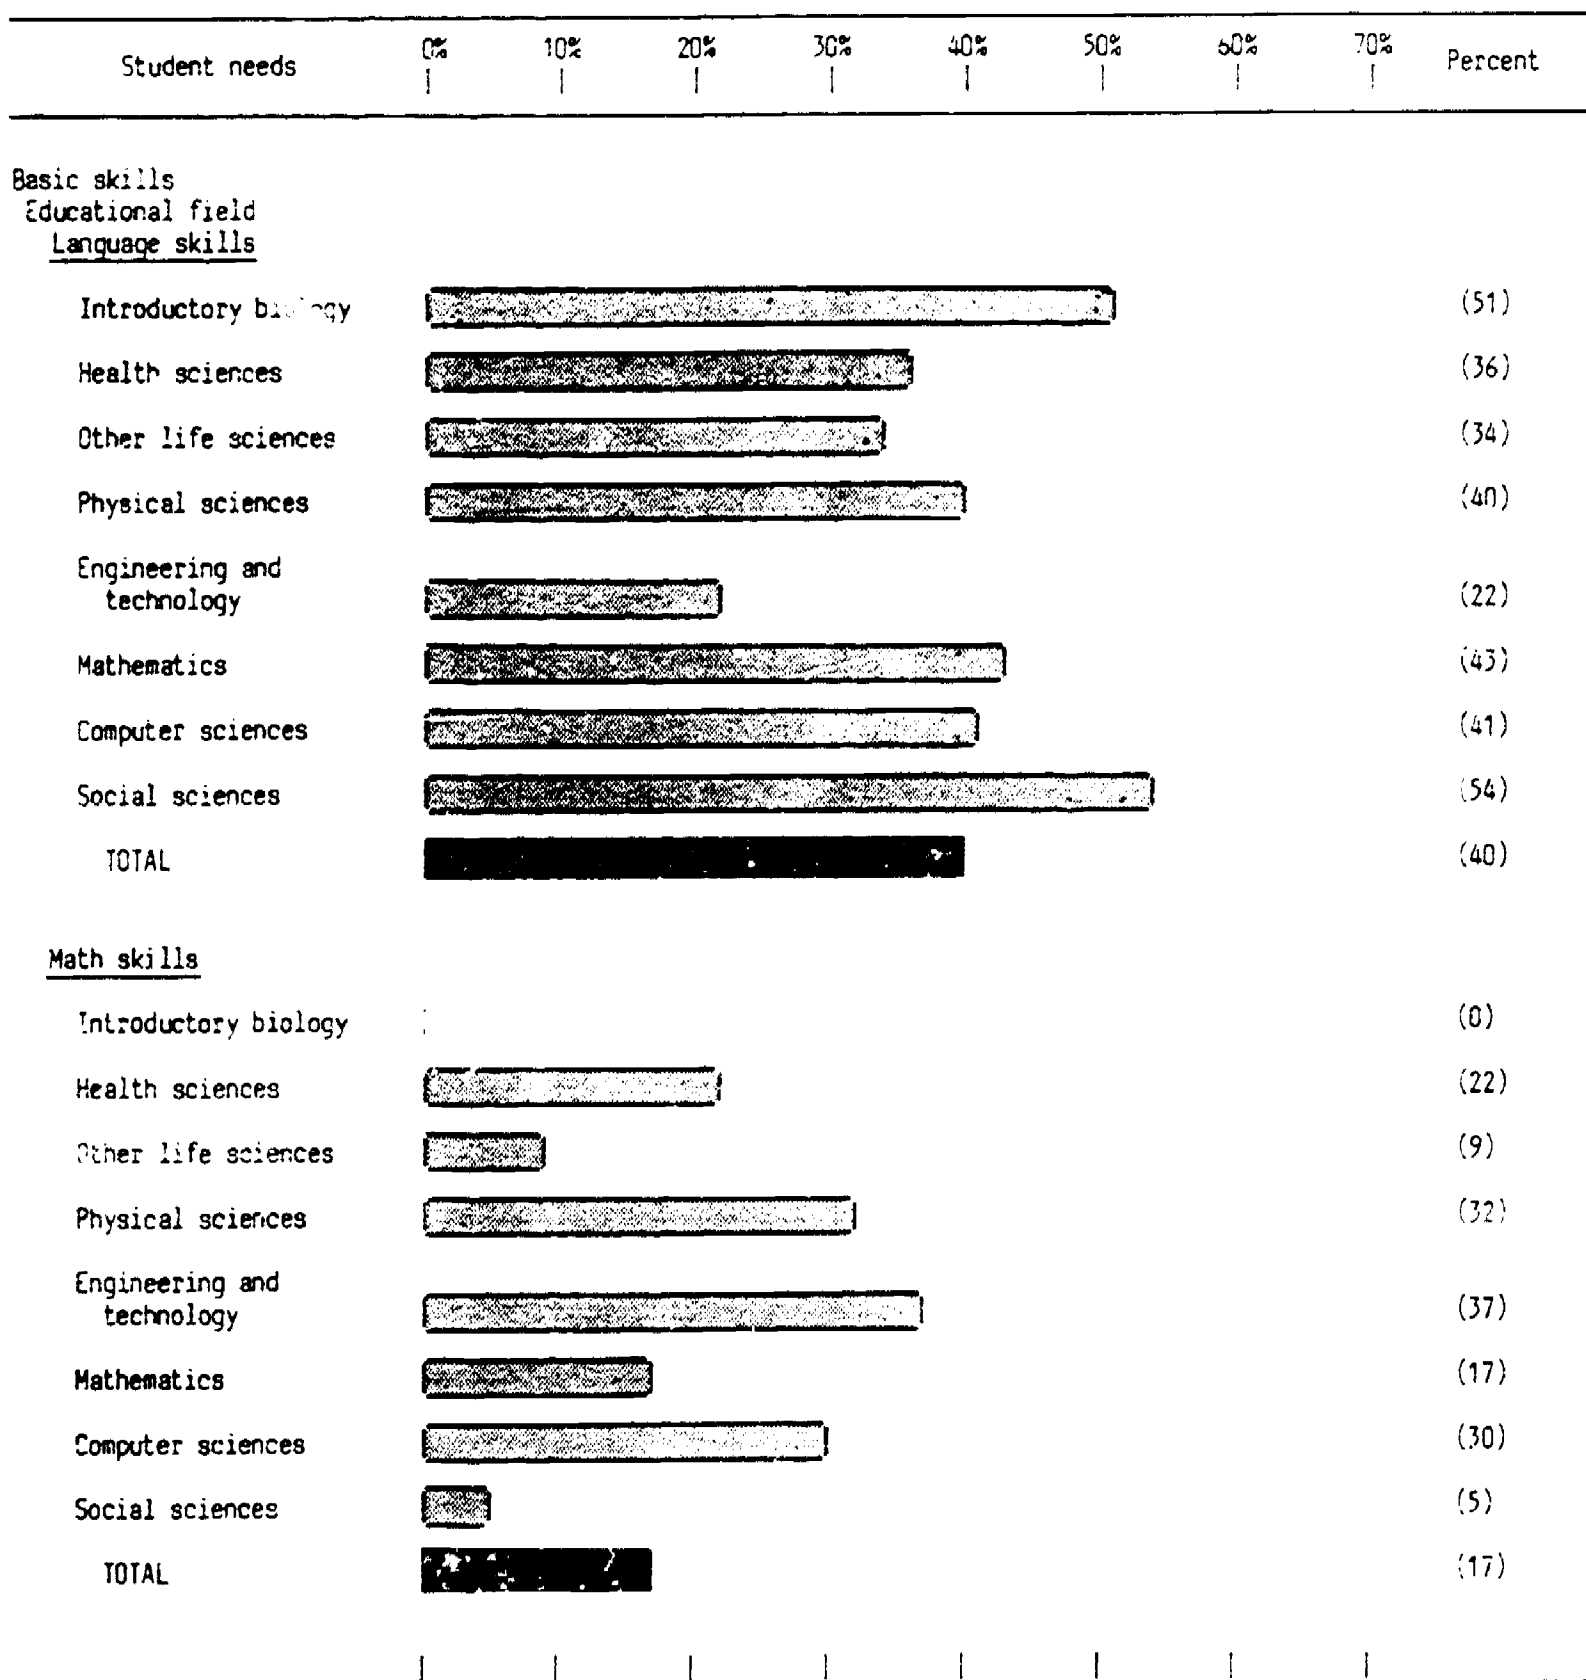 Student needs 0% 10% 20% 30% 40% 50% 60% 70% Percent
Basic skills
Educational field
Language skills
Introductory biology (51)
Health sciences (36)
Other life sciences (34)
Physical sciences (40)
Engineering and
technology (22)
Mathematics (43)
Computer sciences (41)
Social sciences (54)
TOTAL (40)
Math skills
Introductory biology (0)
Health sciences (22)
Other life sciences (9)
Physical sciences (32)
Engineering and
technology (37)
Mathematics (17)
Computer sciences (30)
Social sciences (5)
TOTAL (17)